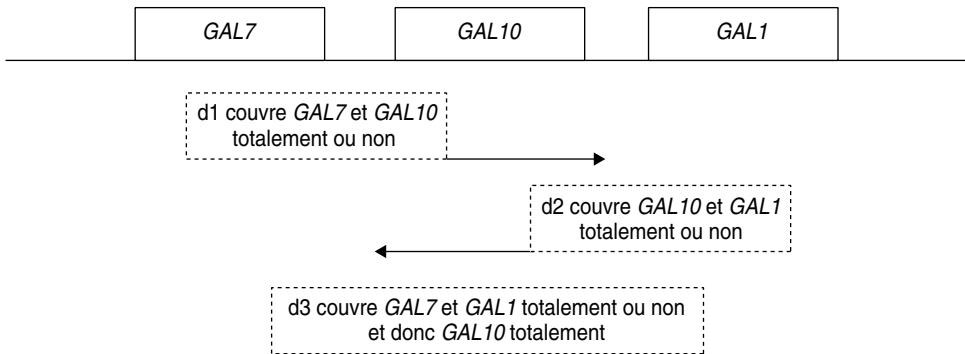 GAL7 GAL10 GAL1
d1 couvre GAL7 et GAL10
totalement ou non
d2 couvre GAL10 et GAL1
totalement ou non
d3 couvre GAL7 et GAL1 totalement ou non
et donc GAL10 totalement